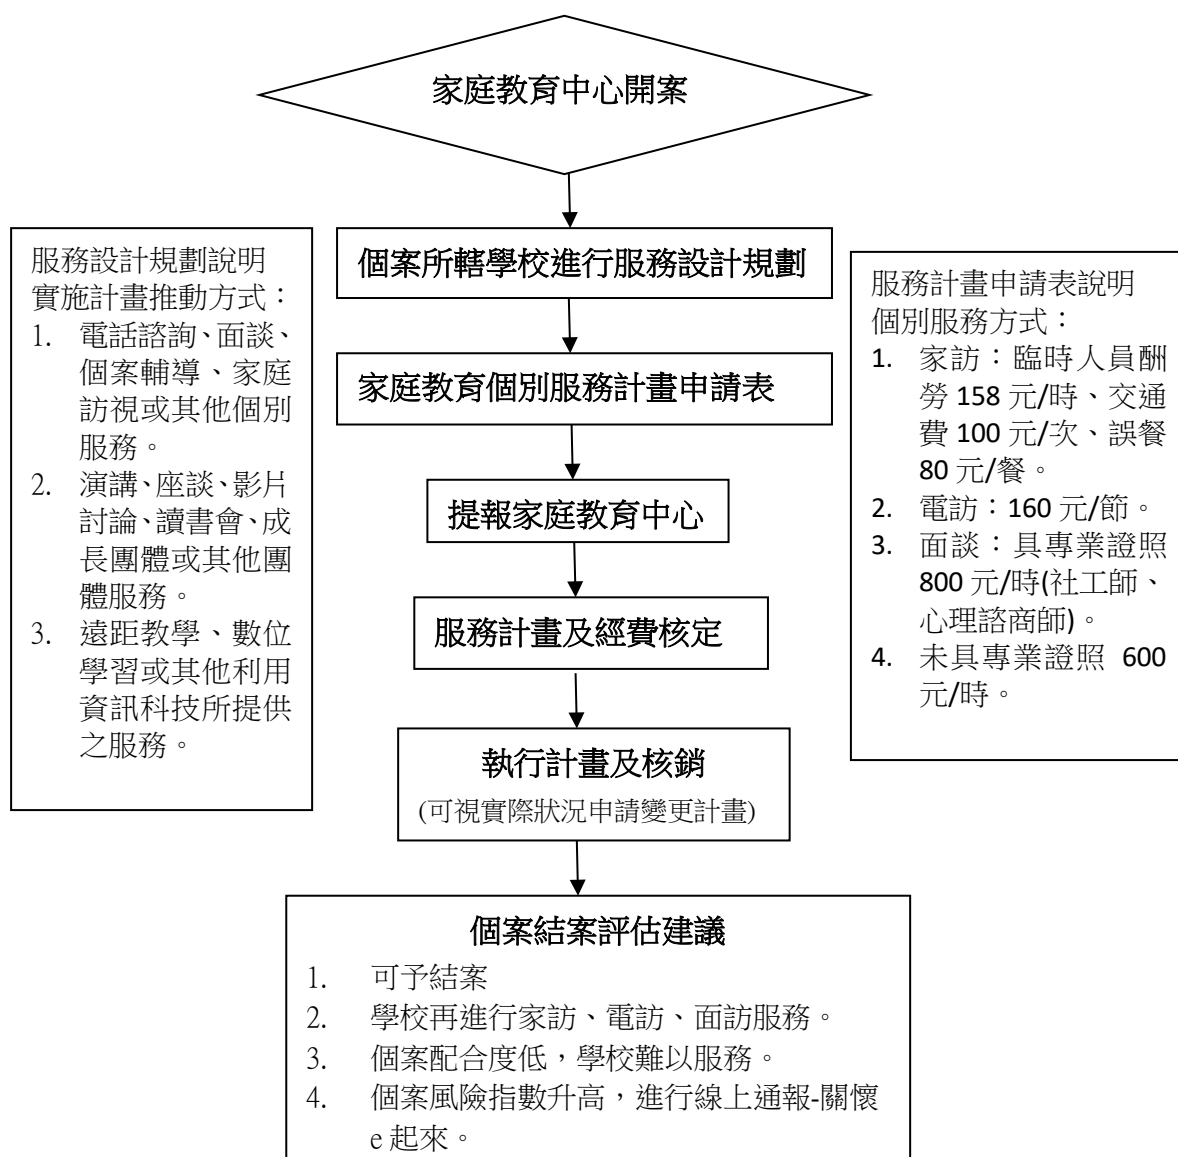 家庭教育中心開案
服務設計規劃說明
實施計畫推動方式：
1. 電話諮詢、面談、
個案輔導、家庭
訪視或其他個別
服務。
2. 演講、座談、影片
討論、讀書會、成
長團體或其他團
體服務。
3. 遠距教學、數位
學習或其他利用
資訊科技所提供
之服務。
個案所轄學校進行服務設計規劃
家庭教育個別服務計畫申請表
提報家庭教育中心
服務計畫及經費核定
執行計畫及核銷
(可視實際狀況申請變更計畫)
服務計畫申請表說明
個別服務方式：
1. 家訪：臨時人員酬
勞 158 元/時、交通
費 100 元/次、誤餐
80 元/餐。
2. 電訪：160 元/節。
3. 面談：具專業證照
800 元/時(社工師、
心理諮商師)。
4. 未具專業證照 600
元/時。
個案結案評估建議
1. 可予結案
2. 學校再進行家訪、電訪、面訪服務。
3. 個案配合度低，學校難以服務。
4. 個案風險指數升高，進行線上通報-關懷
e 起來。